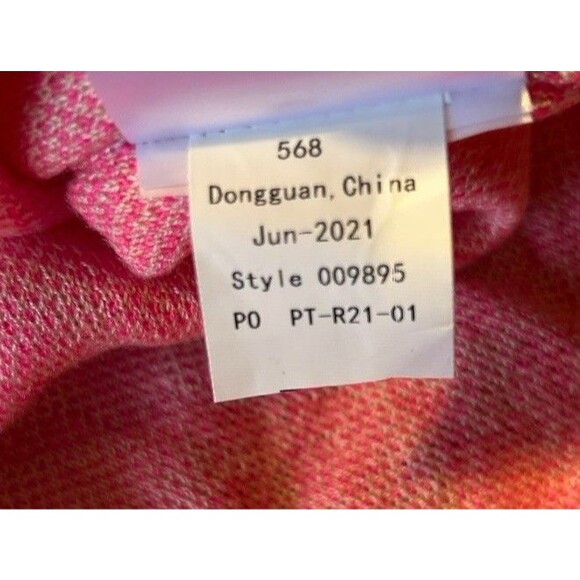 568
Dongguan, China
Jun-2021
Style 009895
PO PT-R21-01